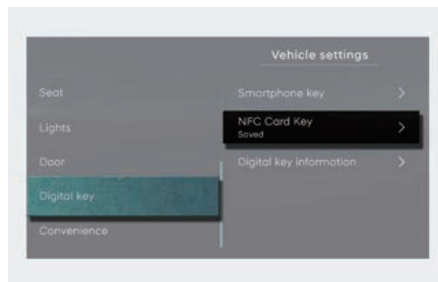 Vehicle settings
Seat
Lights
Door
Digital key
Convenience
Smartphone key
NFC Card Key
Saved
Digital key information